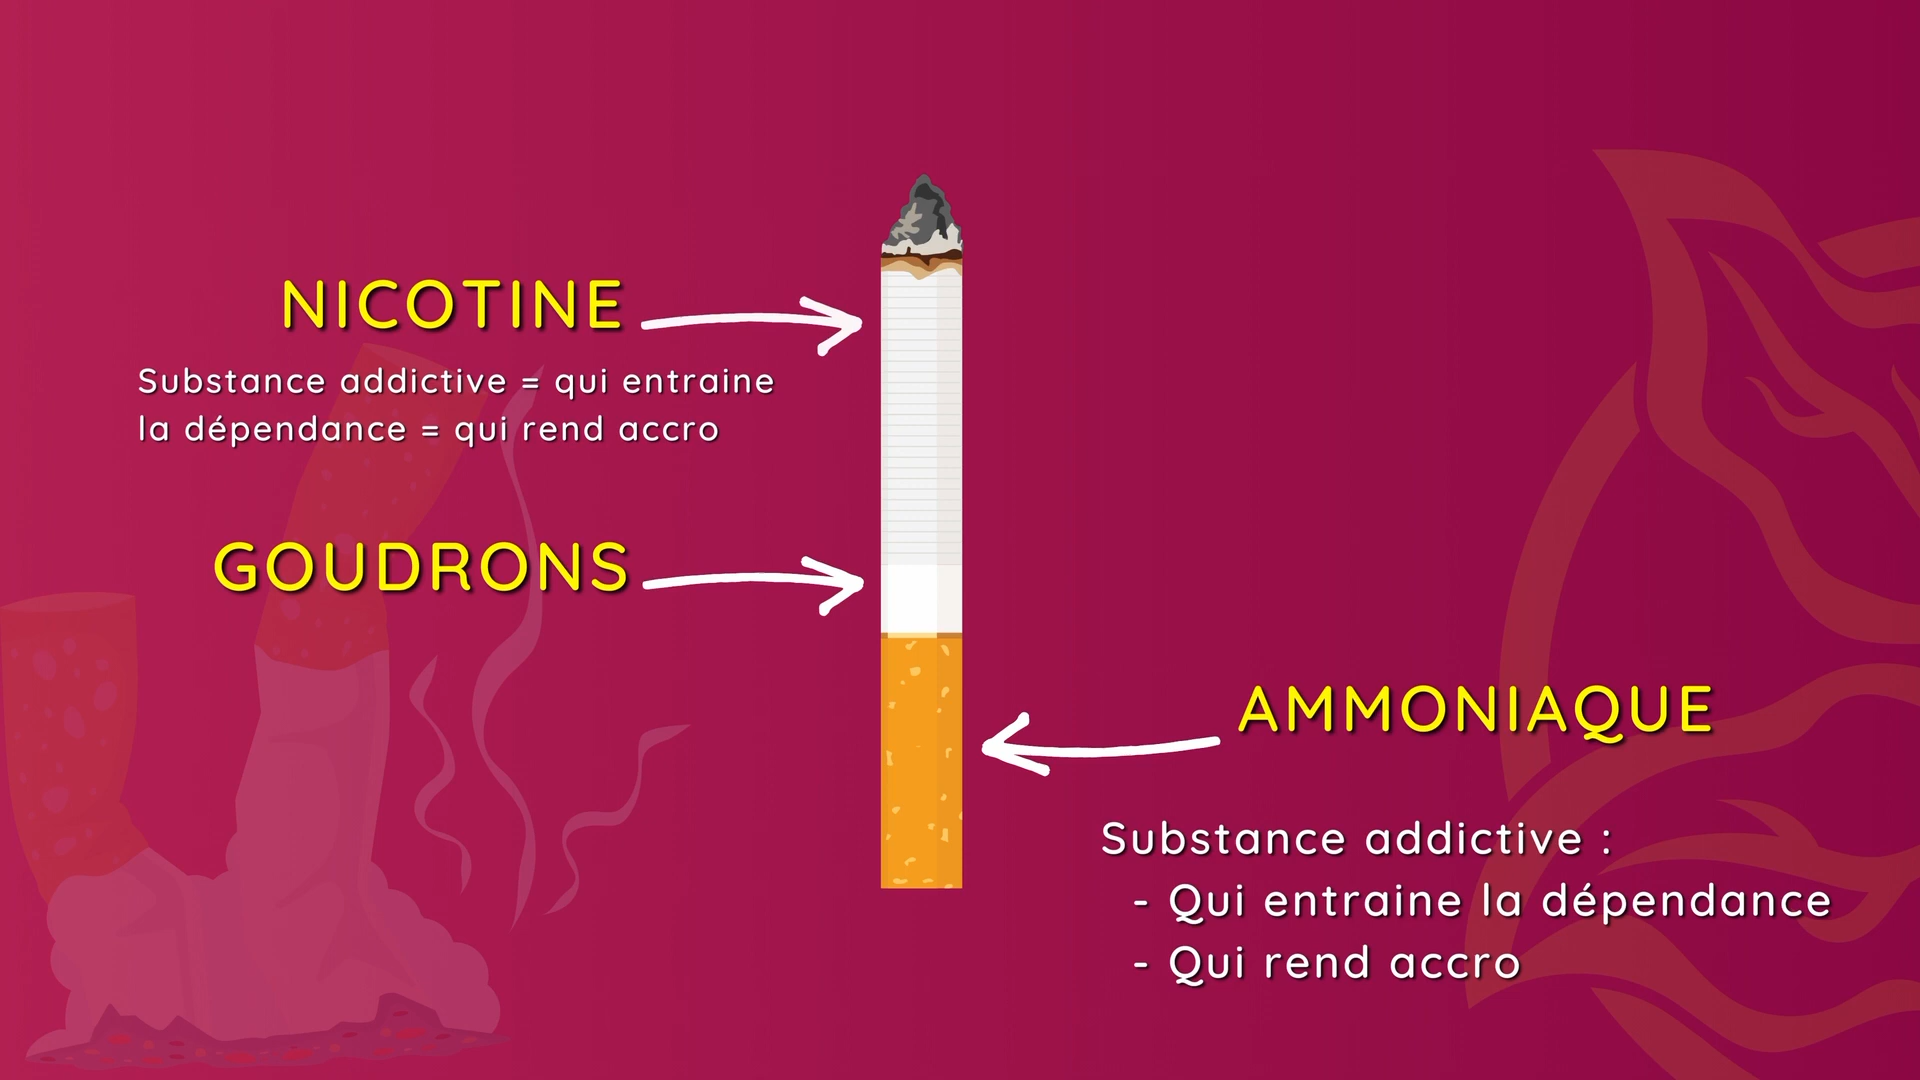 NICOTINE
Substance addictive = qui entraine
la dépendance = qui rend accro
GOUDRONS
AMMONIAQUE
Substance addictive :
- Qui entraine la dépendance
- Qui rend accro